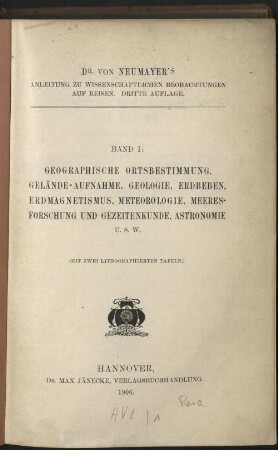 DR. VON NEUMAYER'S
ANLEITUNG ZU WISSENSCHAFTLICHEN BEOBACHTUNGEN
AUF REISEN. DRITTE AUFLAGE.
BAND I:
GEOGRAPHISCHE ORTSBESTIMMUNG,
GELÄNDE-AUFNAHME, GEOLOGIE, ERDBEBEN,
ERDMAGNETISMUS, METEOROLOGIE, MEERES-
FORSCHUNG UND GEZEITENKUNDE, ASTRONOMIE
U. S. W.
(MIT ZWEI LITHOGRAPHIERTEN TAFELN.)
HANNOVER,
DR. MAX JÄNECKE, VERLAGSBUCHHANDLUNG
1906.